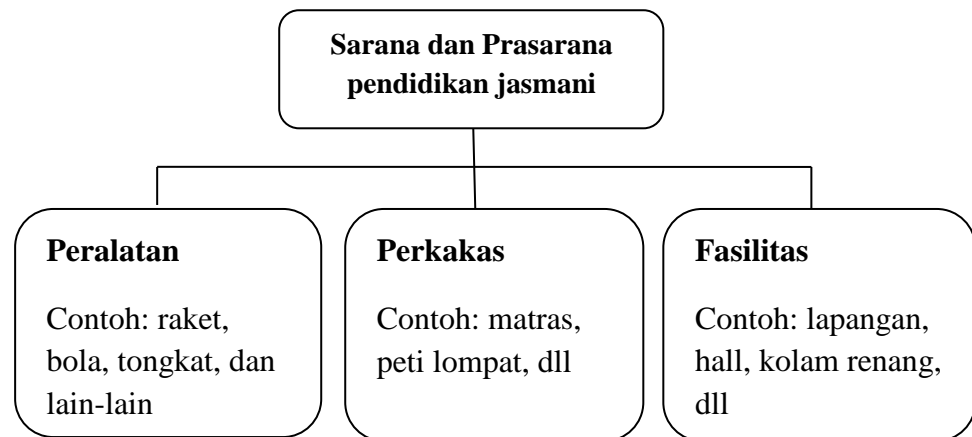 Sarana dan Prasarana
pendidikan jasmani
Peralatan
Contoh: raket,
bola, tongkat, dan
lain-lain
Perkakas
Contoh: matras,
peti lompat, dll
Fasilitas
Contoh: lapangan,
hall, kolam renang,
dll